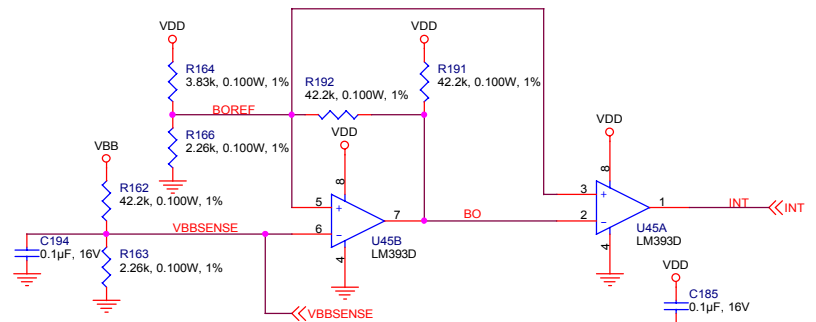 VDD
R164
3.83k, 0.100W, 1%
BOREF
R166
2.26k, 0.100W, 1%
VDD
R191
42.2k, 0.100W, 1%
R192
42.2k, 0.100W, 1%
VBB
R162
42.2k, 0.100W, 1%
VBBSENSE
C194
0.1µF, 16V
R163
2.26k, 0.100W, 1%
VBBSENSE
VDD
8
5
+
6
-
7
4
U45B
LM393D
BO
VDD
8
3
+
2
-
1
4
U45A
LM393D
INT
INT
VDD
C185
0.1µF, 16V